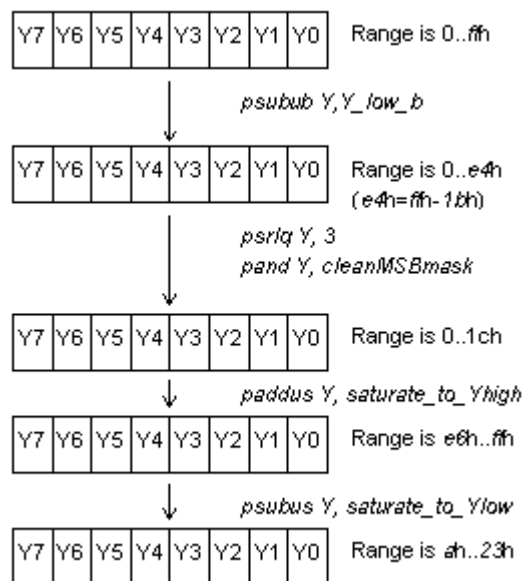 Y7 Y6 Y5 Y4 Y3 Y2 Y1 Y0 Range is 0..ffh
psubub Y,Y_low_b
Y7 Y6 Y5 Y4 Y3 Y2 Y1 Y0 Range is 0..e4h
(e4h=ffh-1bh)
psrlq Y, 3
pand Y, cleanMSBmask
Y7 Y6 Y5 Y4 Y3 Y2 Y1 Y0 Range is 0..1ch
paddus Y, saturate_to_Yhigh
Y7 Y6 Y5 Y4 Y3 Y2 Y1 Y0 Range is e6h..ffh
psubus Y, saturate_to_Ylow
Y7 Y6 Y5 Y4 Y3 Y2 Y1 Y0 Range is ah..23h